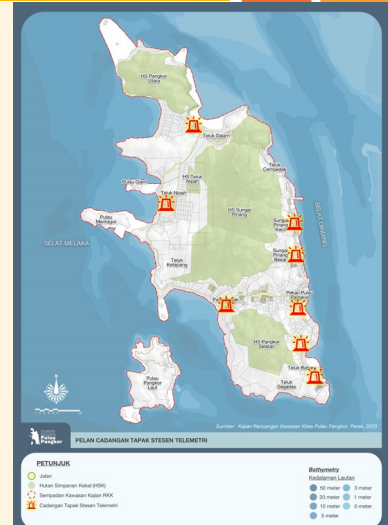 HS Pangkor
Utara
Teluk Dalam
Teluk
Cempedak
Pulau Giam
HS Teluk
Nipah
Teluk Nipah
HS Sungai
Pinang
Pulau
Mentagor
Sungai
Pinang
Kecil
SELAT DINDING
SELAT MELAKA
Sungai
Pinang
Besar
Teluk
Ketapang
Pekan Pulau
Pangkor
HS Pangkor
Selatan
Teluk Baharu
Teluk
Segadas
Pulau
Pangkor
Laut
Sumber: Kajian Rancangan Kawasan Khas Pulau Pangkor, Perak, 2023
Pulau
Pangkor
PELAN CADANGAN TAPAK STESEN TELEMETRI
PETUNJUK
Jalan
Hutan Simpanan Kekal (HSK)
Sempadan Kawasan Kajian RKK
Cadangan Tapak Stesen Telemetri
Bathymetry
Kedalaman Lautan
50 meter
3 meter
20 meter
1 meter
10 meter
0 meter
5 meter